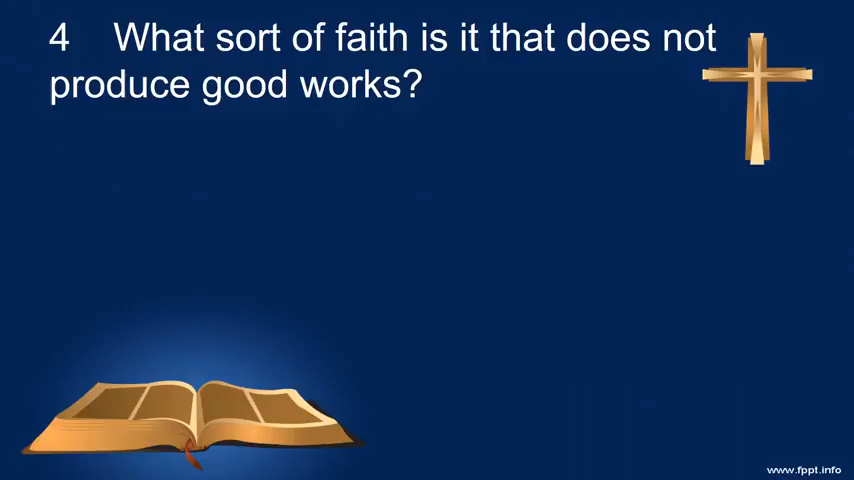 4 What sort of faith is it that does not
produce good works?
www.fppt.info